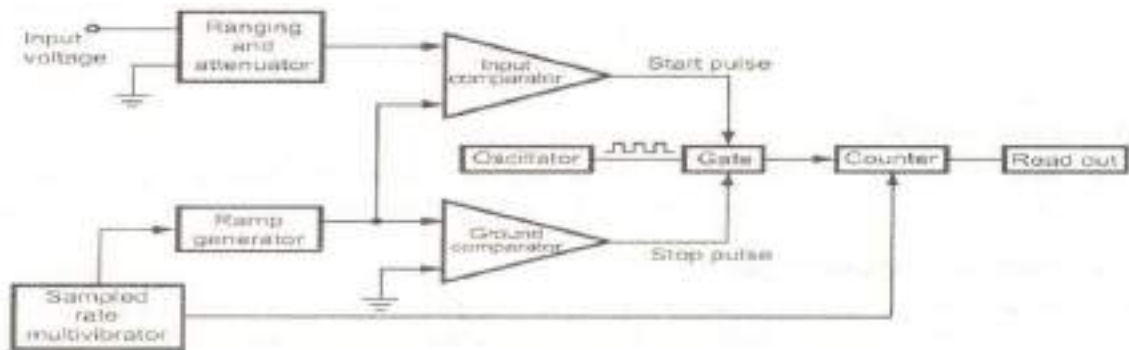 Input
voltage
Ranging
and
attenuator
Input
comparator
Start pulse
Oscillator
Gate
Counter
Read out
Ramp
generator
Ground
comparator
Stop pulse
Sampled
rate
multivibrator